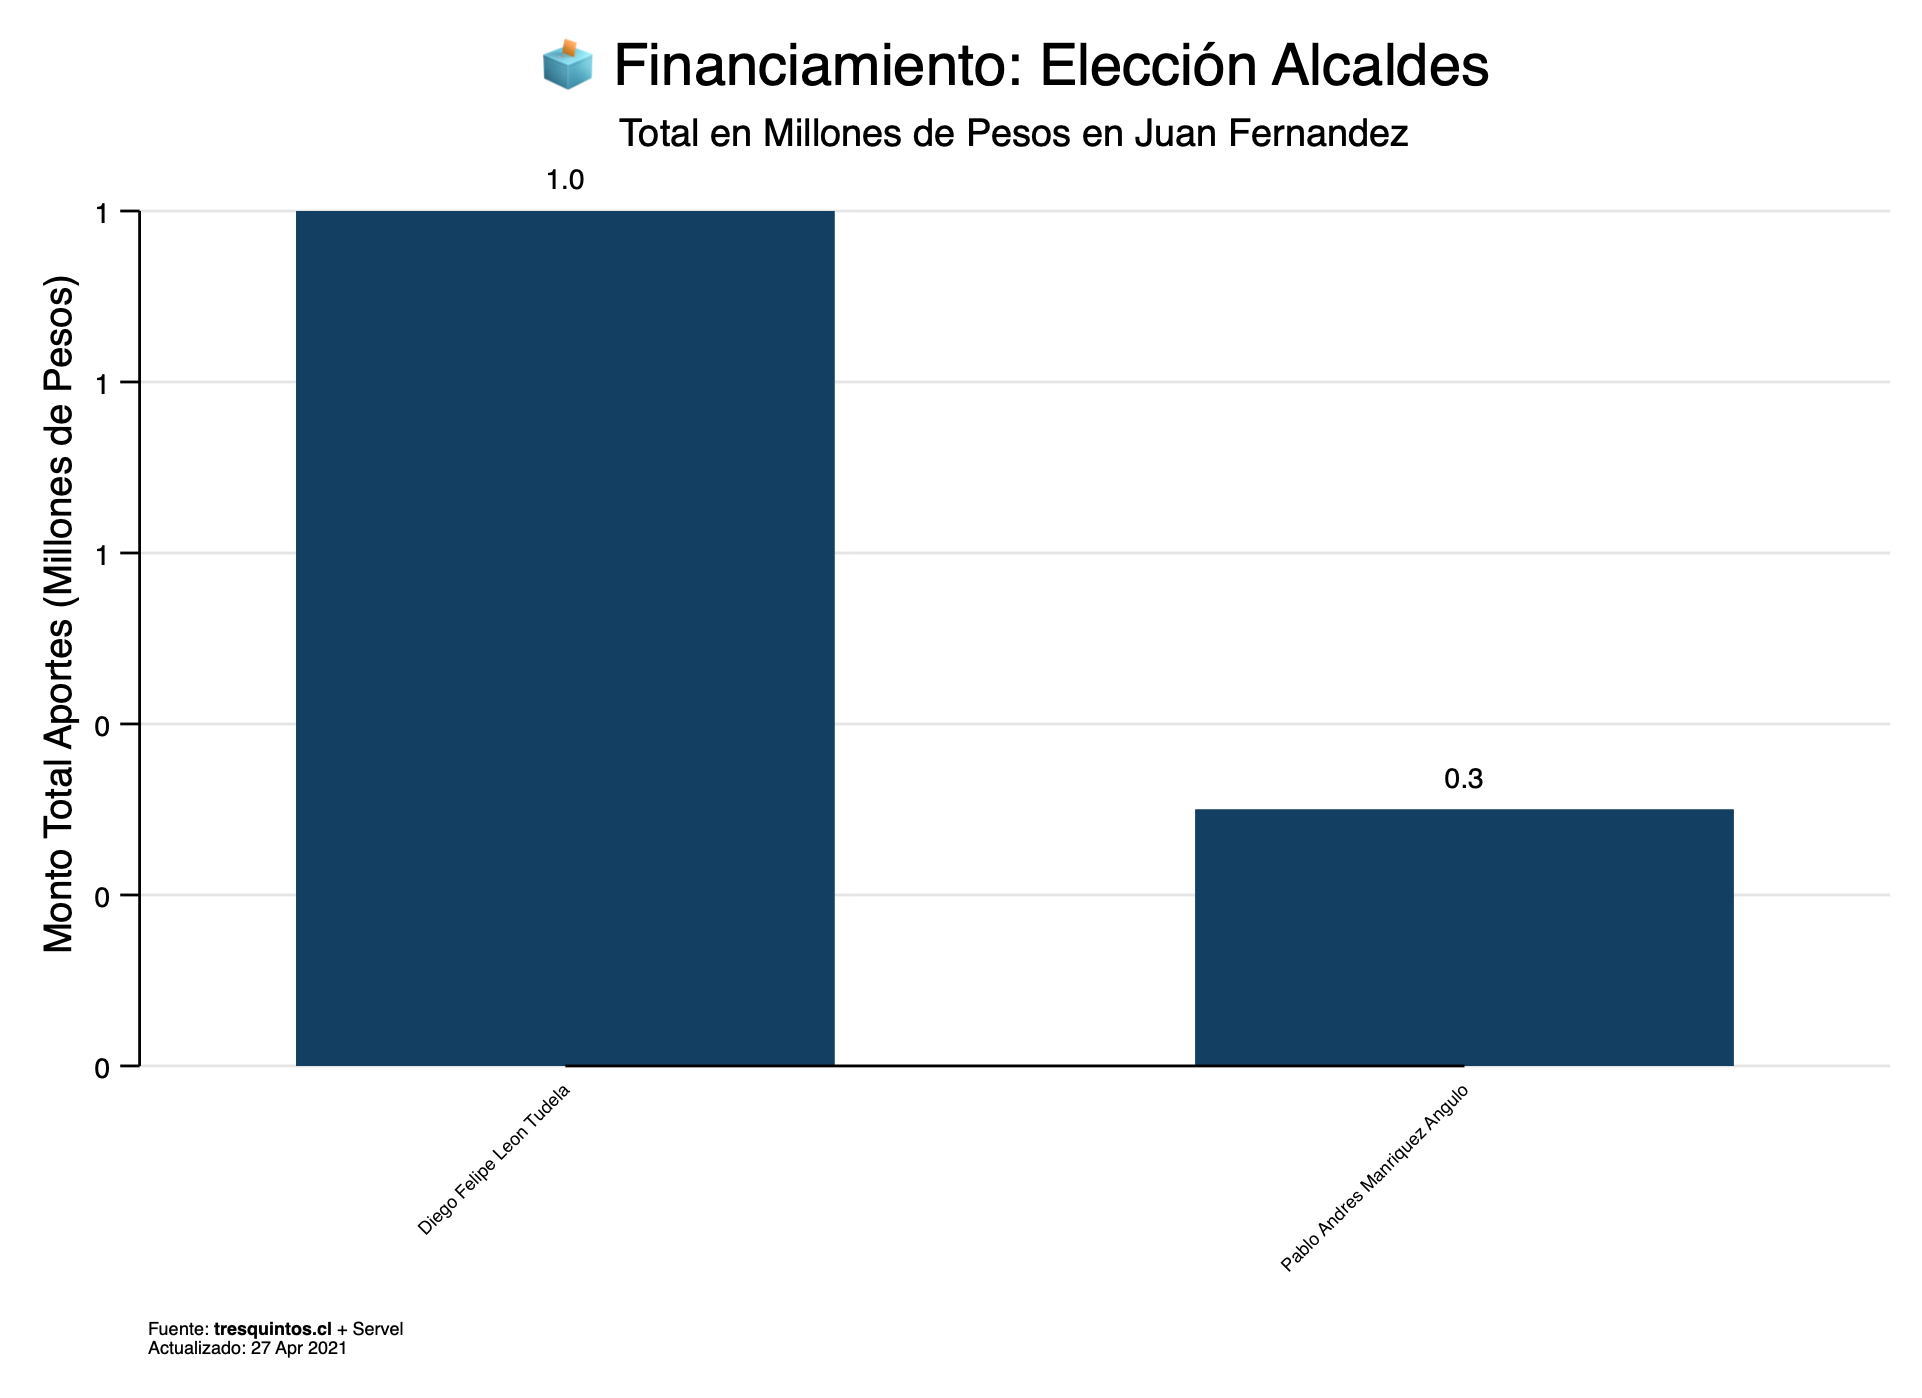 Financiamiento: Elección Alcaldes
Total en Millones de Pesos en Juan Fernandez
Monto Total Aportes (Millones de Pesos)
1
1
1
0
0
0
1.0
0.3
Diego Felipe Leon Tudela
Pablo Andres Manriquez Angulo
Fuente: tresquintos.cl + Servel
Actualizado: 27 Apr 2021